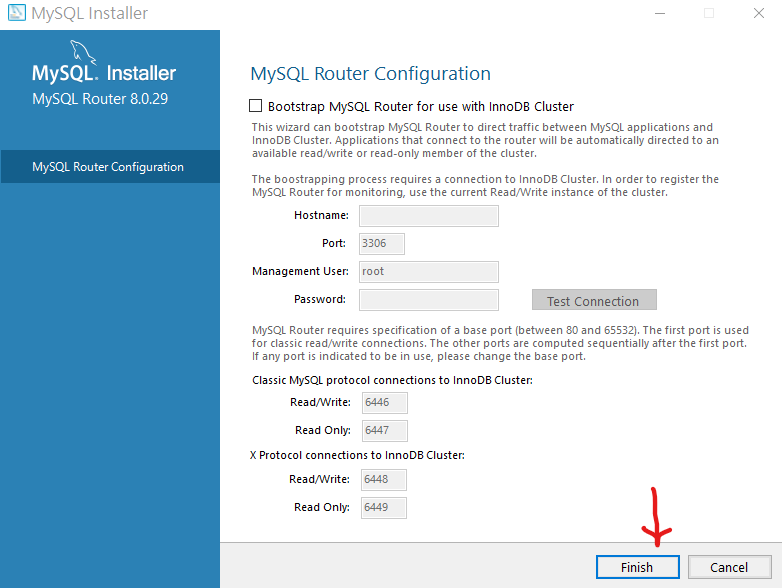 MySQL Installer
MySQL. Installer
MySQL Router 8.0.29
MySQL Router Configuration
MySQL Router Configuration
Bootstrap MySQL Router for use with InnoDB Cluster
This wizard can bootstrap MySQL Router to direct traffic between MySQL applications and
InnoDB Cluster. Applications that connect to the router will be automatically directed to an
available read/write or read-only member of the cluster.
The boostrapping process requires a connection to InnoDB Cluster. In order to register the
MySQL Router for monitoring, use the current Read/Write instance of the cluster.
Hostname:
Port: 3306
Management User: root
Password:
Test Connection
MySQL Router requires specification of a base port (between 80 and 65532). The first port is used
for classic read/write connections. The other ports are computed sequentially after the first port.
If any port is indicated to be in use, please change the base port.
Classic MySQL protocol connections to InnoDB Cluster:
Read/Write: 6446
Read Only: 6447
X Protocol connections to InnoDB Cluster:
Read/Write: 6448
Read Only: 6449
Finish Cancel